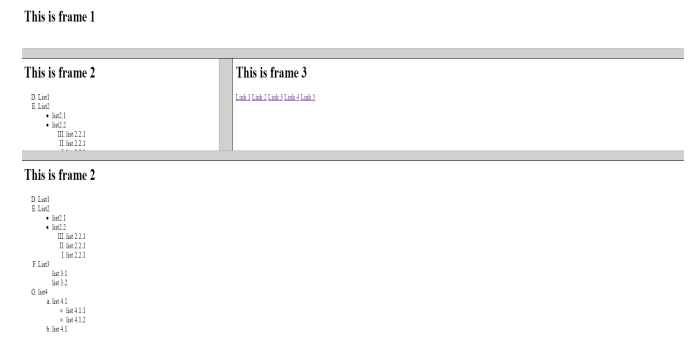 This is frame 1
This is frame 2
D. List1
E. List2
• list2.1
• list2.2
III. list 2.2.1
II. list 2.2.1
This is frame 3
Link 1 Link 2 Link 3 Link 4 Link 5
This is frame 2
D. List1
E. List2
• list2.1
• list2.2
III. list 2.2.1
II. list 2.2.1
I. list 2.2.1
F. List3
list 3.1
list 3.2
G. list4
a. list 4.1
○ list 4.1.1
○ list 4.1.2
b. list 4.1